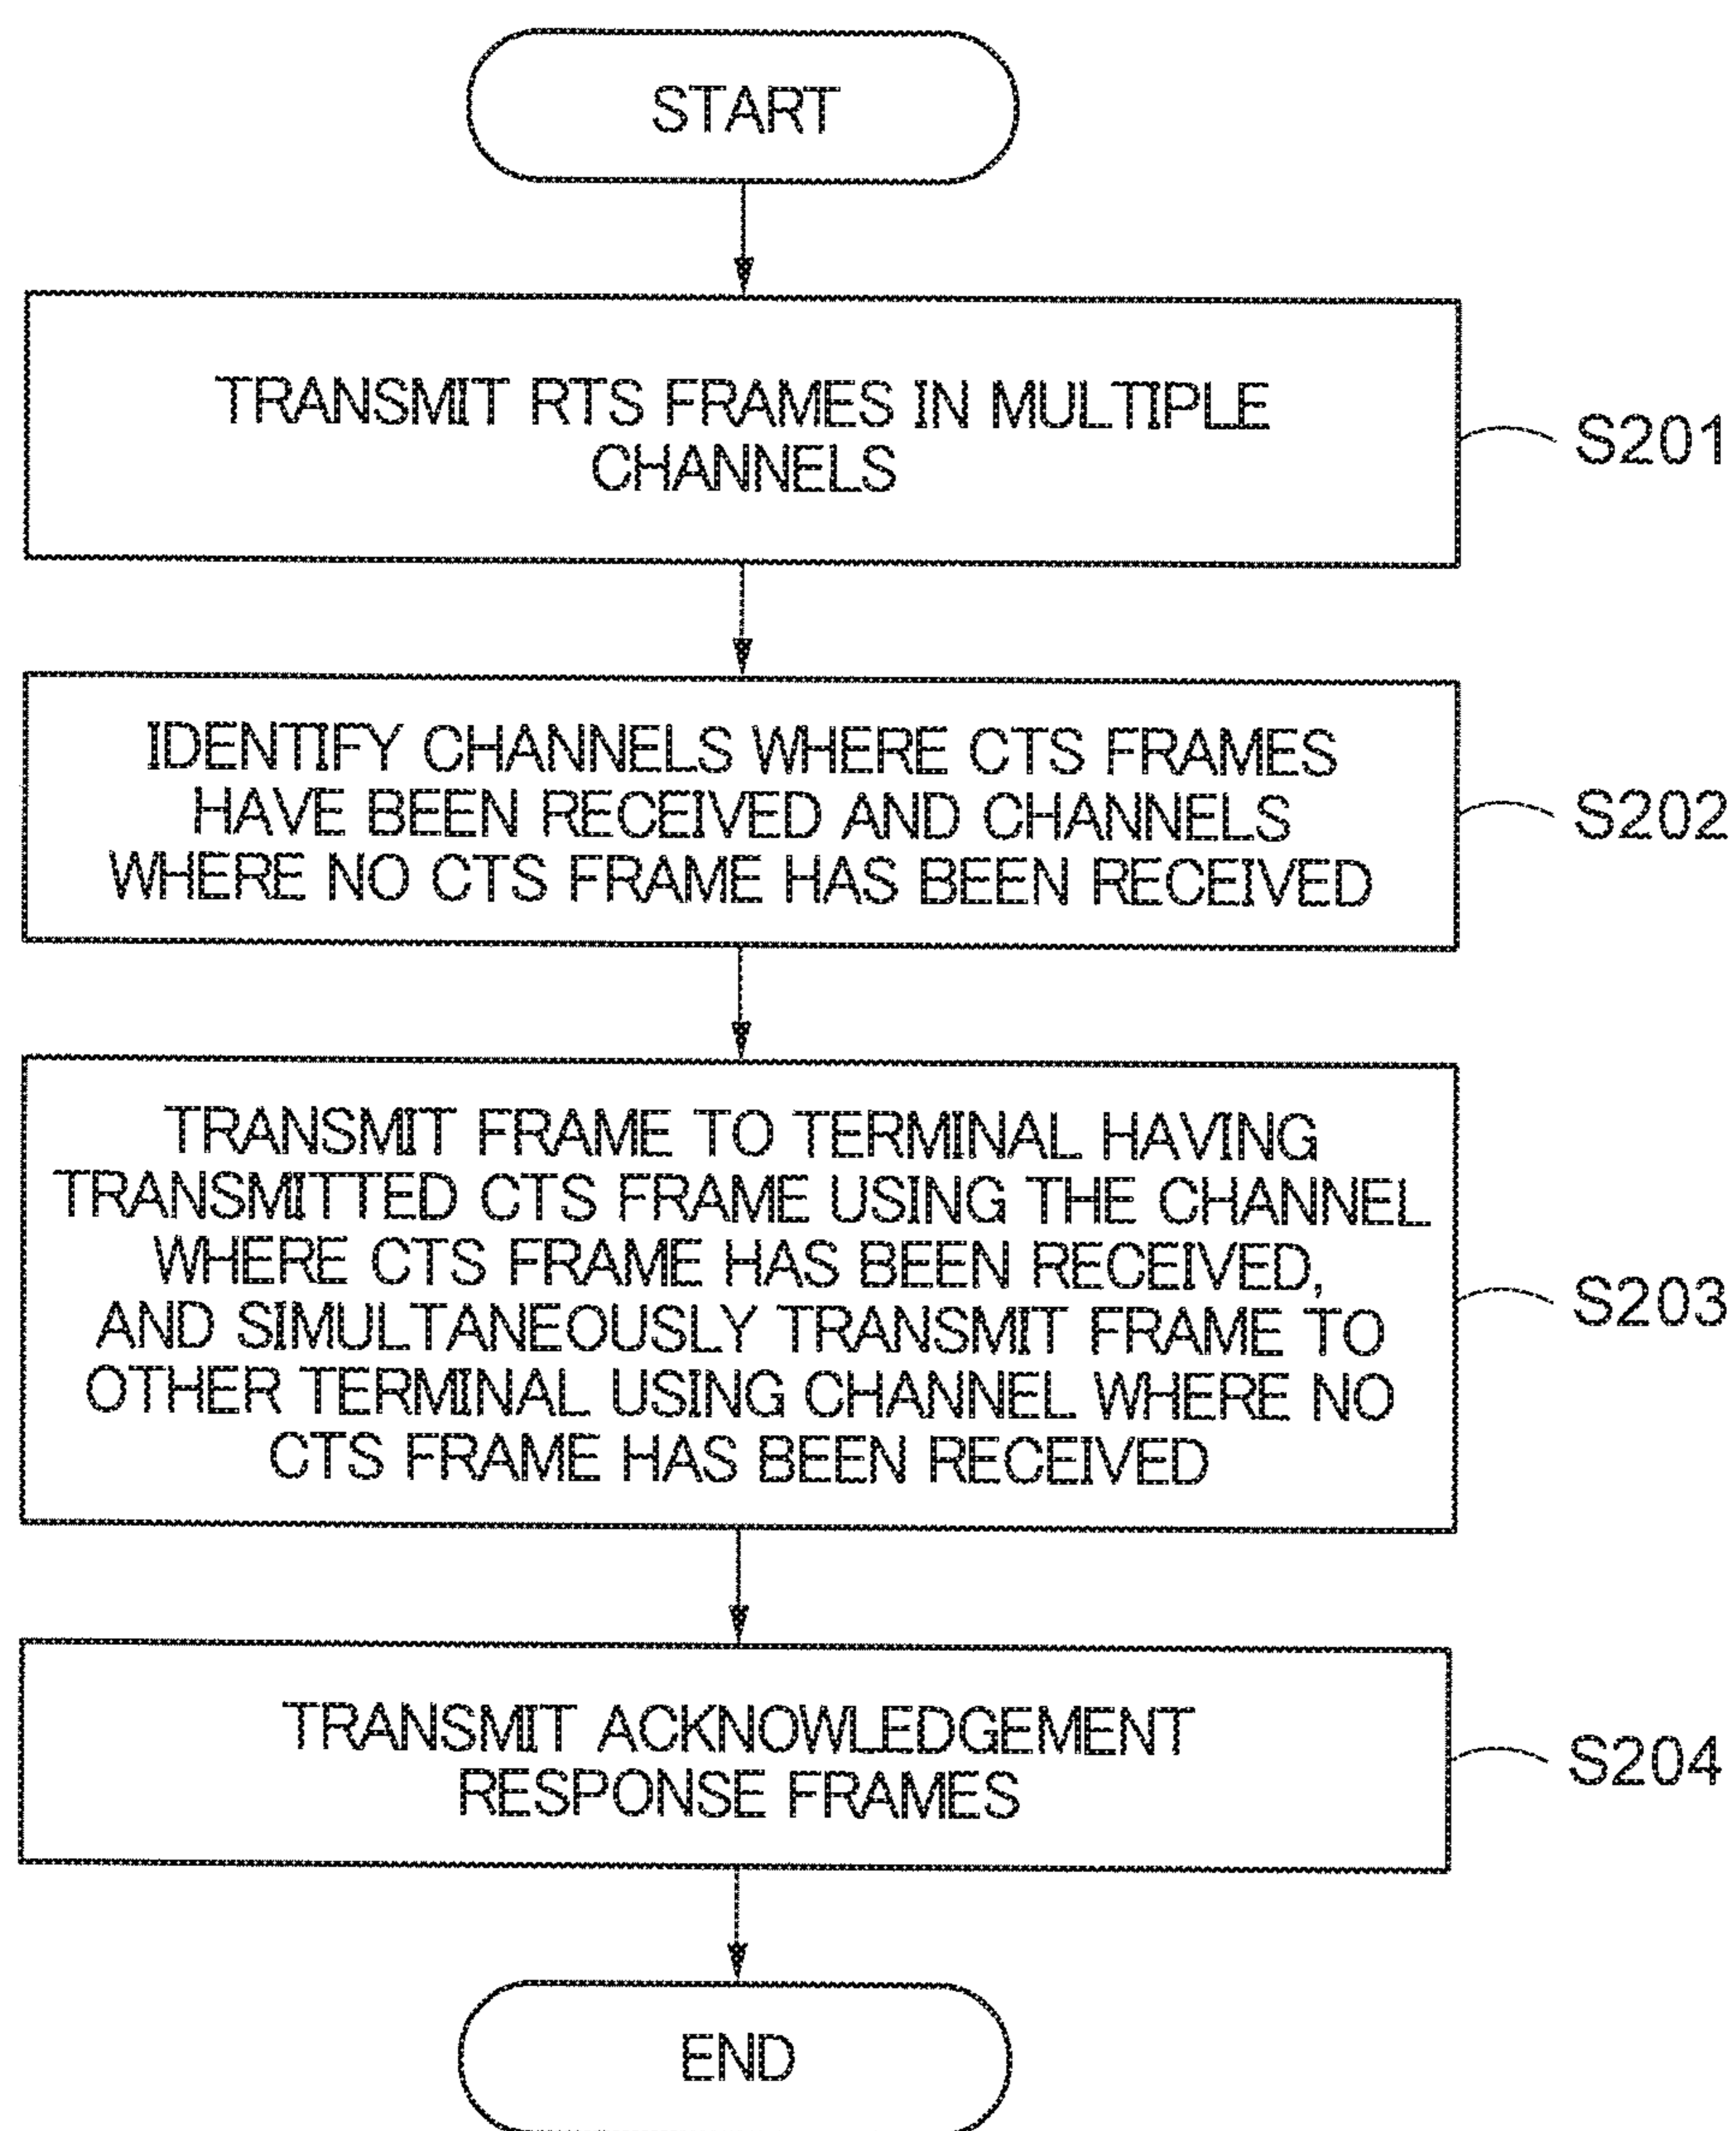 START
TRANSMIT RTS FRAMES IN MULTIPLE
CHANNELS
S201
IDENTIFY CHANNELS WHERE CTS FRAMES
HAVE BEEN RECEIVED AND CHANNELS
WHERE NO CTS FRAME HAS BEEN RECEIVED
S202
TRANSMIT FRAME TO TERMINAL HAVING
TRANSMITTED CTS FRAME USING THE CHANNEL
WHERE CTS FRAME HAS BEEN RECEIVED,
AND SIMULTANEOUSLY TRANSMIT FRAME TO
OTHER TERMINAL USING CHANNEL WHERE NO
CTS FRAME HAS BEEN RECEIVED
S203
TRANSMIT ACKNOWLEDGEMENT
RESPONSE FRAMES
S204
END